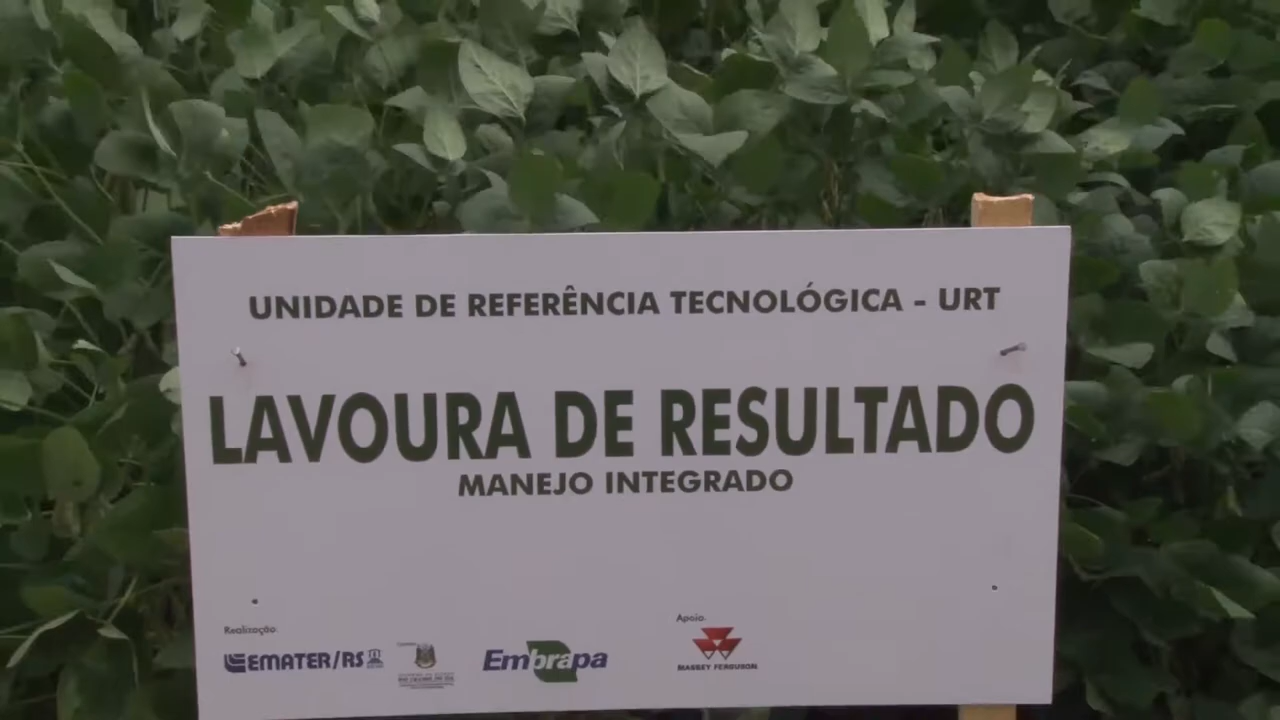 UNIDADE DE REFERÊNCIA TECNOLÓGICA - URT
LAVOURA DE RESULTADO
MANEJO INTEGRADO
Realização:
Apoio:
EMATER/RS
Embrapa
MASSEY FERGUSON